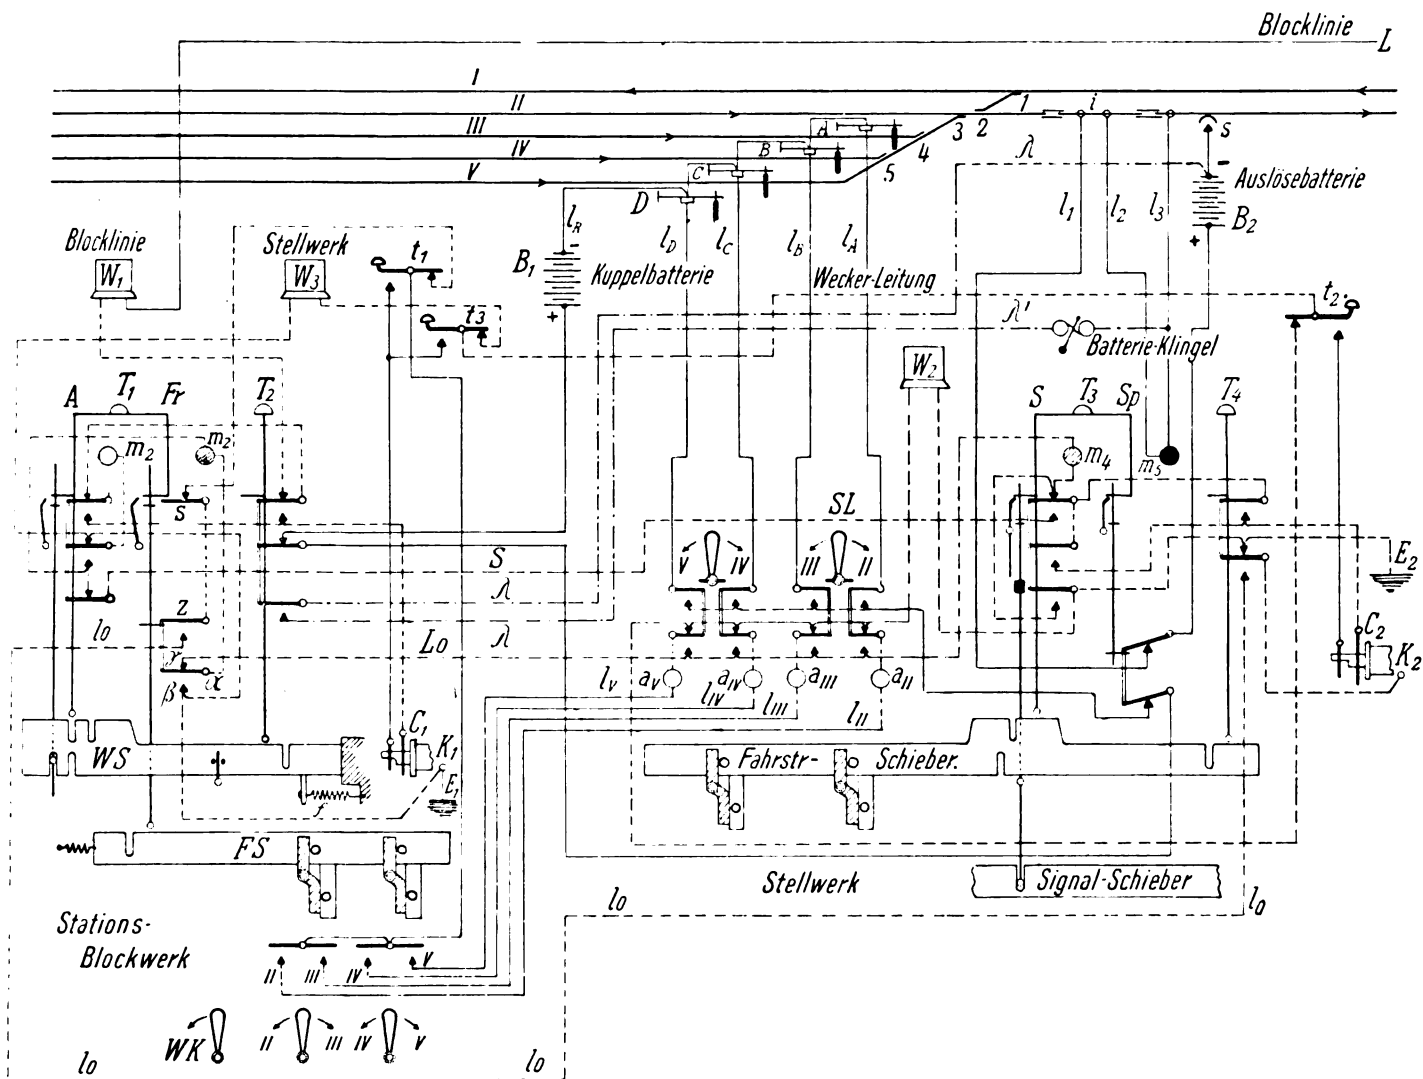 Blocklinie
L
I
II
III
IV
V
1
2
3
4
5
i
s
A
B
C
D
λ
Auslösebatterie
B2
-
+
l1
l2
l3
lR
lD
lC
lB
lA
Blocklinie
W1
Stellwerk
W3
t1
t3
B1
-
+
Kuppelbatterie
Wecker-Leitung
λ'
Batterie-Klingel
t2
W2
A
T1
Fr
T2
m2
m2
S
T3
Sp
T4
m4
m5
s
S
SL
V
IV
III
II
E2
z
λ
λ
lo
Lo
γ
α
β
lV
aV
lIV
aIV
lIII
aIII
lII
aII
C2
K2
WS
C1
K1
E1
f
Fahrstr-
Schieber.
FS
Stellwerk
Signal-Schieber
lo
lo
Stations-
Blockwerk
II
III
IV
V
WK
II
III
IV
V
lo
lo